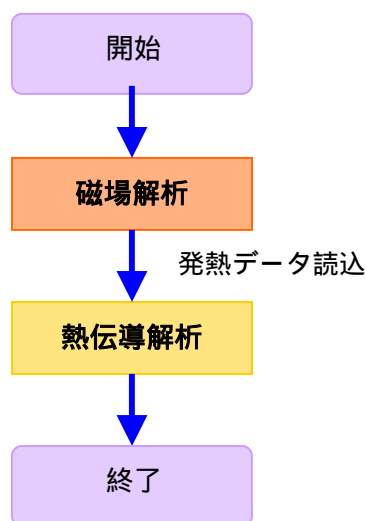 開始
磁場解析
発熱データ読込
熱伝導解析
終了